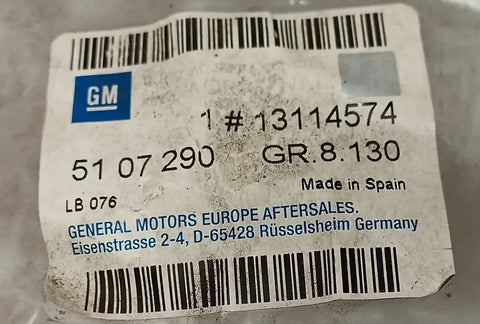 GM
1 # 13114574
51 07 290 GR.8.130
LB 076
Made in Spain
GENERAL MOTORS EUROPE AFTERSALES.
Eisenstrasse 2-4, D-65428 Rüsselsheim Germany